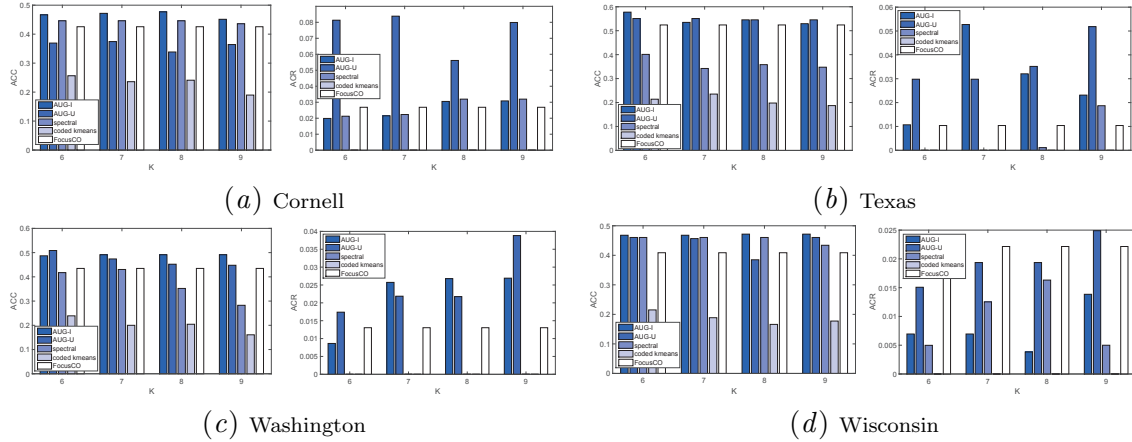 0.5
0.4
0.3
0.2
0.1
0
ACC
AUG-I
AUG-U
spectral
coded kmeans
FocusCO
6 7 8 9
K
0.08
0.06
0.04
0.02
0
ACR
AUG-I
AUG-U
spectral
coded kmeans
FocusCO
6 7 8 9
K
(a) Cornell
0.6
0.5
0.4
0.3
0.2
0.1
0
ACC
AUG-I
AUG-U
spectral
coded kmeans
FocusCO
6 7 8 9
K
0.06
0.05
0.04
0.03
0.02
0.01
0
ACR
AUG-I
AUG-U
spectral
coded kmeans
FocusCO
6 7 8 9
K
(b) Texas
0.6
0.5
0.4
0.3
0.2
0.1
0
ACC
AUG-I
AUG-U
spectral
coded kmeans
FocusCO
6 7 8 9
K
0.04
0.035
0.03
0.025
0.02
0.015
0.01
0.005
0
ACR
AUG-I
AUG-U
spectral
coded kmeans
FocusCO
6 7 8 9
K
(c) Washington
0.5
0.4
0.3
0.2
0.1
0
ACC
AUG-I
AUG-U
spectral
coded kmeans
FocusCO
6 7 8 9
K
0.025
0.02
0.015
0.01
0.005
0
ACR
AUG-I
AUG-U
spectral
coded kmeans
FocusCO
6 7 8 9
K
(d) Wisconsin